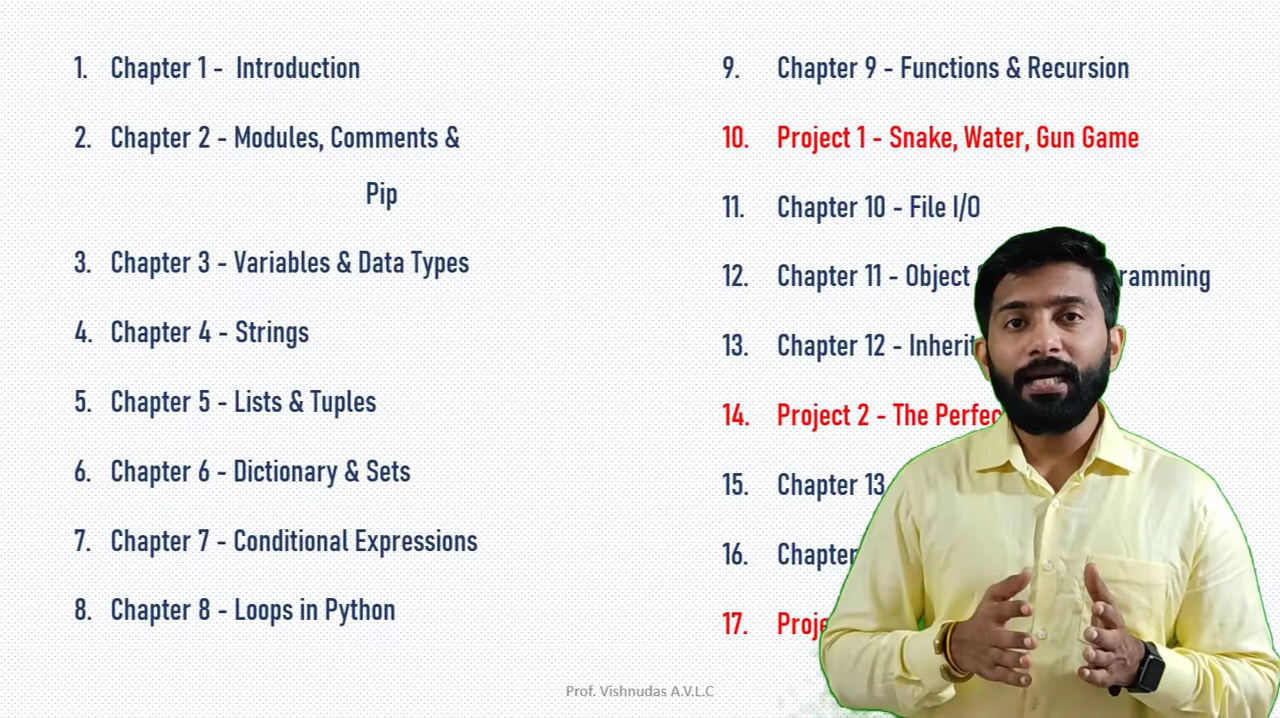 1. Chapter 1 - Introduction
2. Chapter 2 - Modules, Comments &
Pip
3. Chapter 3 - Variables & Data Types
4. Chapter 4 - Strings
5. Chapter 5 - Lists & Tuples
6. Chapter 6 - Dictionary & Sets
7. Chapter 7 - Conditional Expressions
8. Chapter 8 - Loops in Python
9. Chapter 9 - Functions & Recursion
10. Project 1 - Snake, Water, Gun Game
11. Chapter 10 - File I/O
12. Chapter 11 - Object
13. Chapter 12 -
14. Project 2 - The
15. Chapter 13
16. Chapter
17.
Prof. Vishnudas A.V.L.C